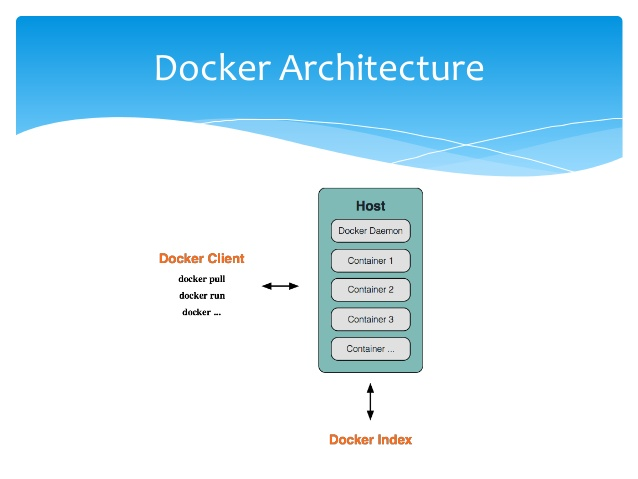 Docker Architecture
Host
Docker Daemon
Container 1
Container 2
Container 3
Container ...
Docker Client
docker pull
docker run
docker ...
Docker Index